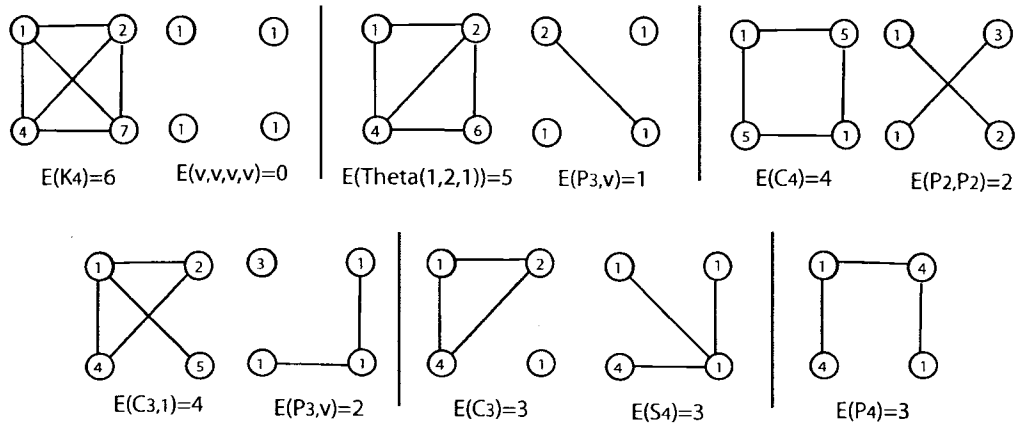 1 2 1 1 1 2 2 1 1 5 1 3
4 7 1 1 4 6 1 1 5 1 1 2
E(K4)=6 E(v,v,v,v)=0 E(Theta(1,2,1))=5 E(P3,v)=1 E(C4)=4 E(P2,P2)=2
1 2 3 1 1 2 1 1 1 4
4 5 1 1 4 1 4 1 4 1
E(C3,1)=4 E(P3,v)=2 E(C3)=3 E(S4)=3 E(P4)=3